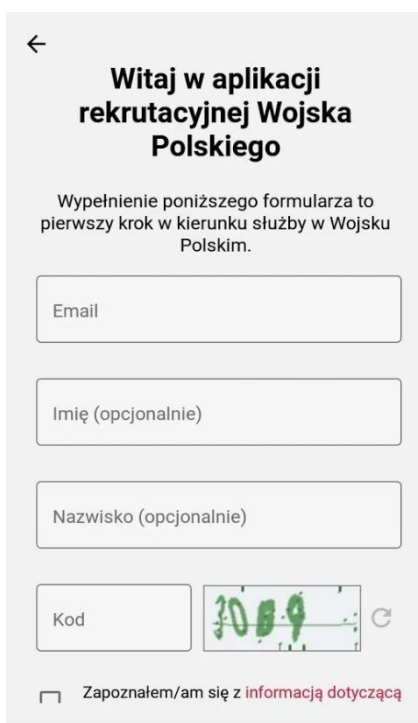 Witaj w aplikacji
rekrutacyjnej Wojska
Polskiego
Wypełnienie poniższego formularza to
pierwszy krok w kierunku służby w Wojsku
Polskim.
Email
Imię (opcjonalnie)
Nazwisko (opcjonalnie)
Kod
Zapoznałem/am się z informacją dotyczącą